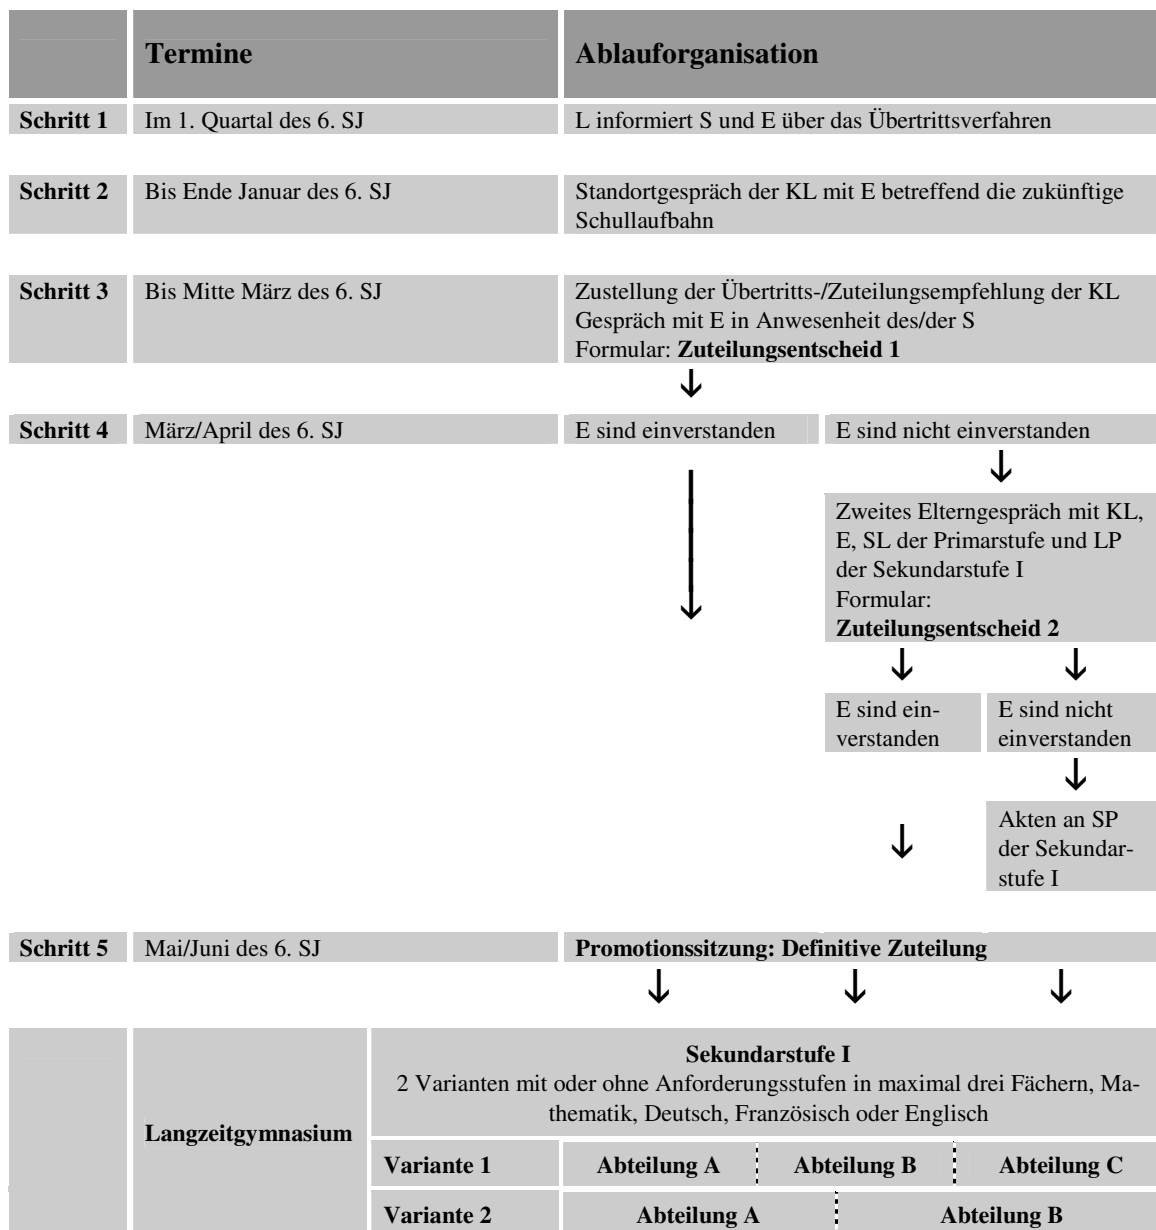 Termine
Ablauforganisation
Schritt 1
Im 1. Quartal des 6. SJ
L informiert S und E über das Übertrittsverfahren
Schritt 2
Bis Ende Januar des 6. SJ
Standortgespräch der KL mit E betreffend die zukünftige
Schullaufbahn
Schritt 3
Bis Mitte März des 6. SJ
Zustellung der Übertritts-/Zuteilungsempfehlung der KL
Gespräch mit E in Anwesenheit des/der S
Formular: Zuteilungsentscheid 1
Schritt 4
März/April des 6. SJ
E sind einverstanden
E sind nicht einverstanden
Zweites Elterngespräch mit KL,
E, SL der Primarstufe und LP
der Sekundarstufe I
Formular:
Zuteilungsentscheid 2
E sind ein-
verstanden
E sind nicht
einverstanden
Akten an SP
der Sekundar-
stufe I
Schritt 5
Mai/Juni des 6. SJ
Promotionssitzung: Definitive Zuteilung
Langzeitgymnasium
Sekundarstufe I
2 Varianten mit oder ohne Anforderungsstufen in maximal drei Fächern, Ma-
thematik, Deutsch, Französisch oder Englisch
Variante 1
Abteilung A
Abteilung B
Abteilung C
Variante 2
Abteilung A
Abteilung B